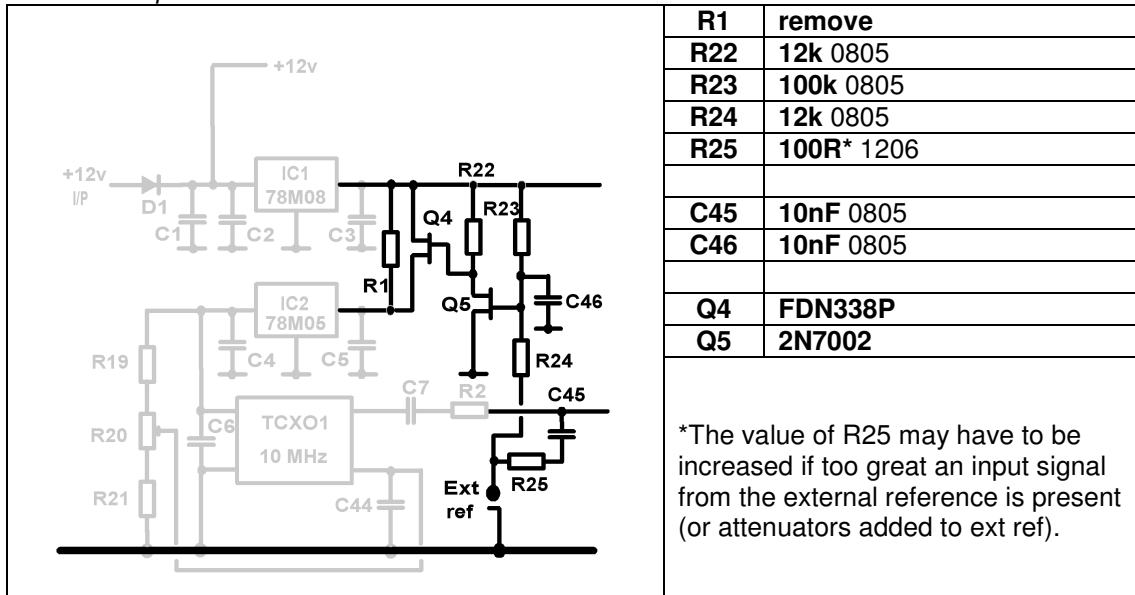 +12v
+12v
I/P
D1
IC1
78M08
C1
C2
C3
R22
Q4
R23
R1
Q5
C46
IC2
78M05
R19
C4
C5
R24
C7
R2
C45
R20
C6
TCXO1
10 MHz
R21
C44
Ext
ref
R25
R1 remove
R22 12k 0805
R23 100k 0805
R24 12k 0805
R25 100R* 1206
C45 10nF 0805
C46 10nF 0805
Q4 FDN338P
Q5 2N7002
*The value of R25 may have to be
increased if too great an input signal
from the external reference is present
(or attenuators added to ext ref).